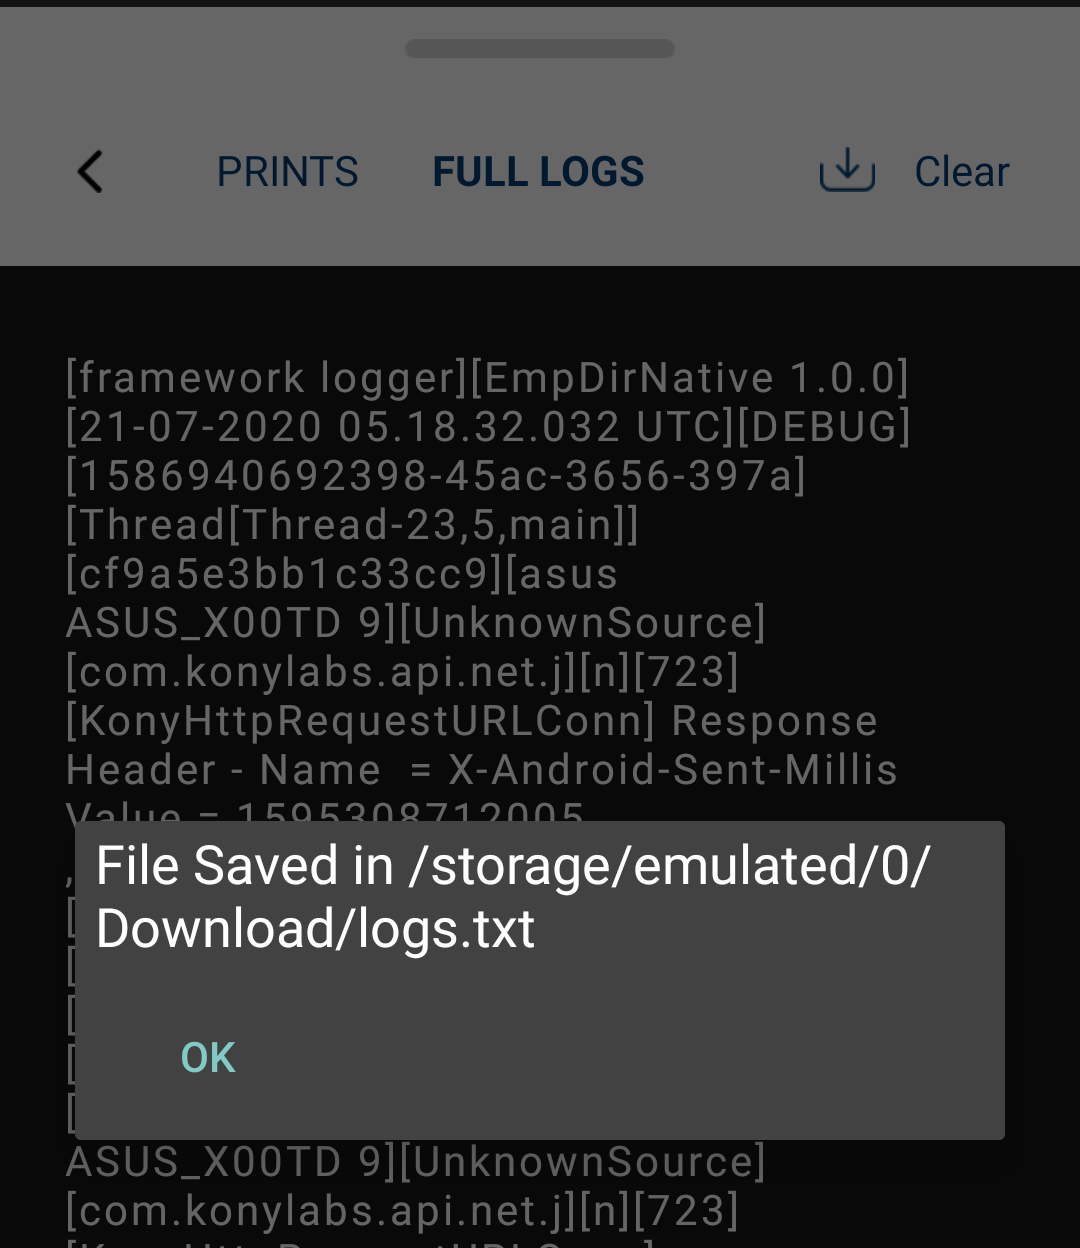 PRINTS FULL LOGS Clear
[framework logger][EmpDirNative 1.0.0]
[21-07-2020 05.18.32.032 UTC][DEBUG]
[1586940692398-45ac-3656-397a]
[Thread[Thread-23,5,main]]
[cf9a5e3bb1c33cc9][asus
ASUS_X00TD 9][UnknownSource]
[com.konylabs.api.net.j][n][723]
[KonyHttpRequestURLConn] Response
Header - Name  = X-Android-Sent-Millis
Value = 1595308712005
,
[
[
[
[
[
File Saved in /storage/emulated/0/
Download/logs.txt
OK
ASUS_X00TD 9][UnknownSource]
[com.konylabs.api.net.j][n][723]